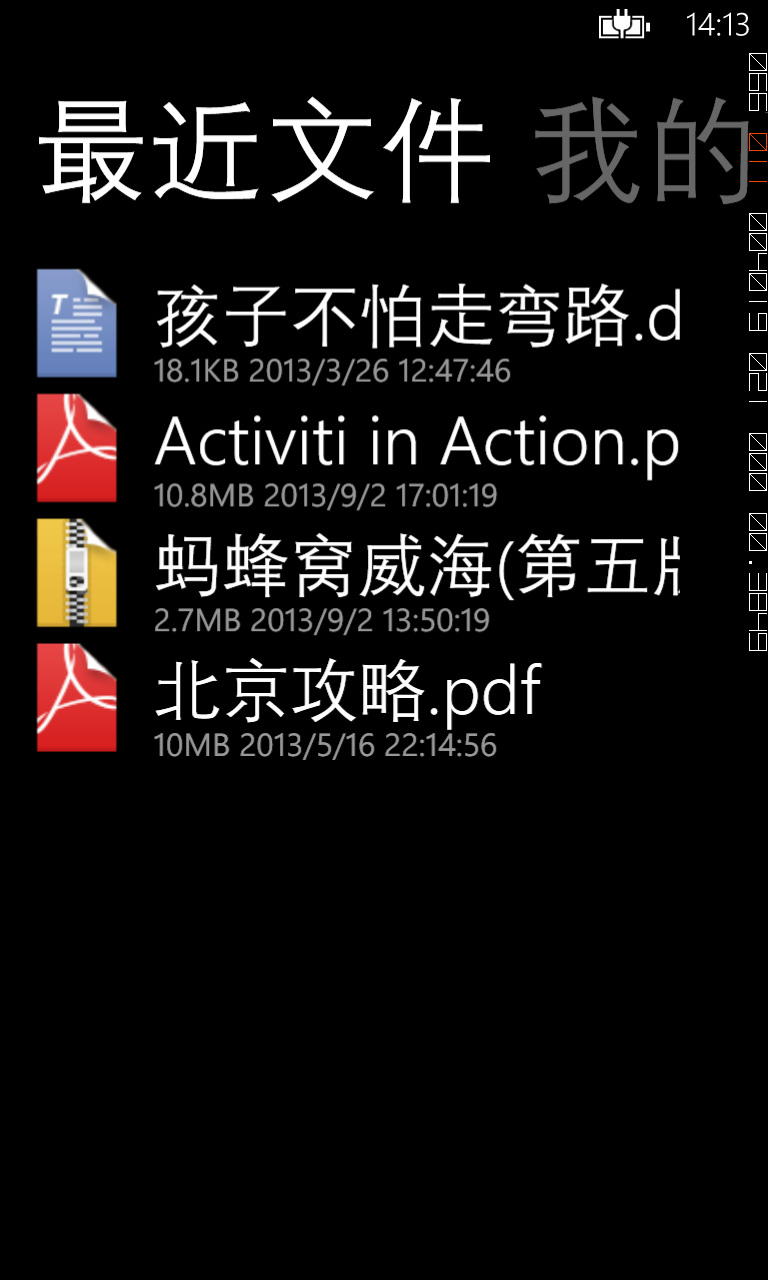 14:13
最近文件 我的
孩子不怕走弯路.d
18.1KB 2013/3/26 12:47:46
Activiti in Action.p
10.8MB 2013/9/2 17:01:19
蚂蜂窝威海(第五版
2.7MB 2013/9/2 13:50:19
北京攻略.pdf
10MB 2013/5/16 22:14:56